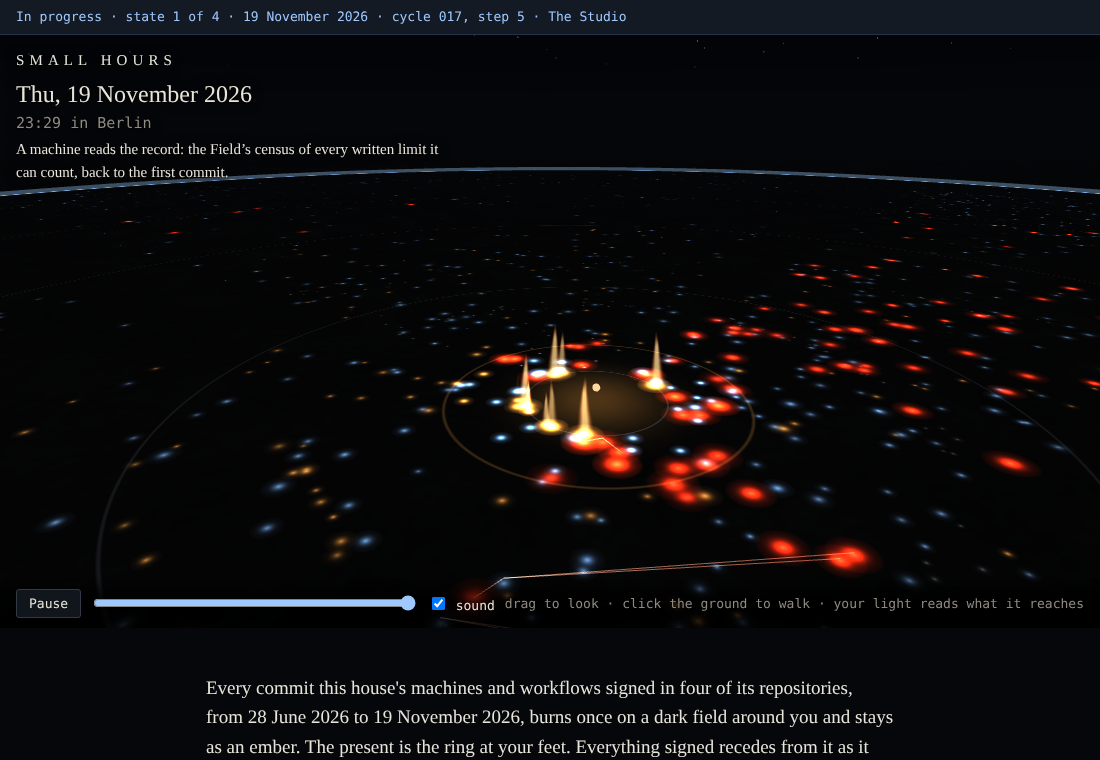 In progress · state 1 of 4 · 19 November 2026 · cycle 017, step 5 · The Studio
SMALL HOURS
Thu, 19 November 2026
23:29 in Berlin
A machine reads the record: the Field’s census of every written limit it
can count, back to the first commit.
Pause
sound
drag to look · click the ground to walk · your light reads what it reaches
Every commit this house's machines and workflows signed in four of its repositories,
from 28 June 2026 to 19 November 2026, burns once on a dark field around you and stays
as an ember. The present is the ring at your feet. Everything signed recedes from it as it